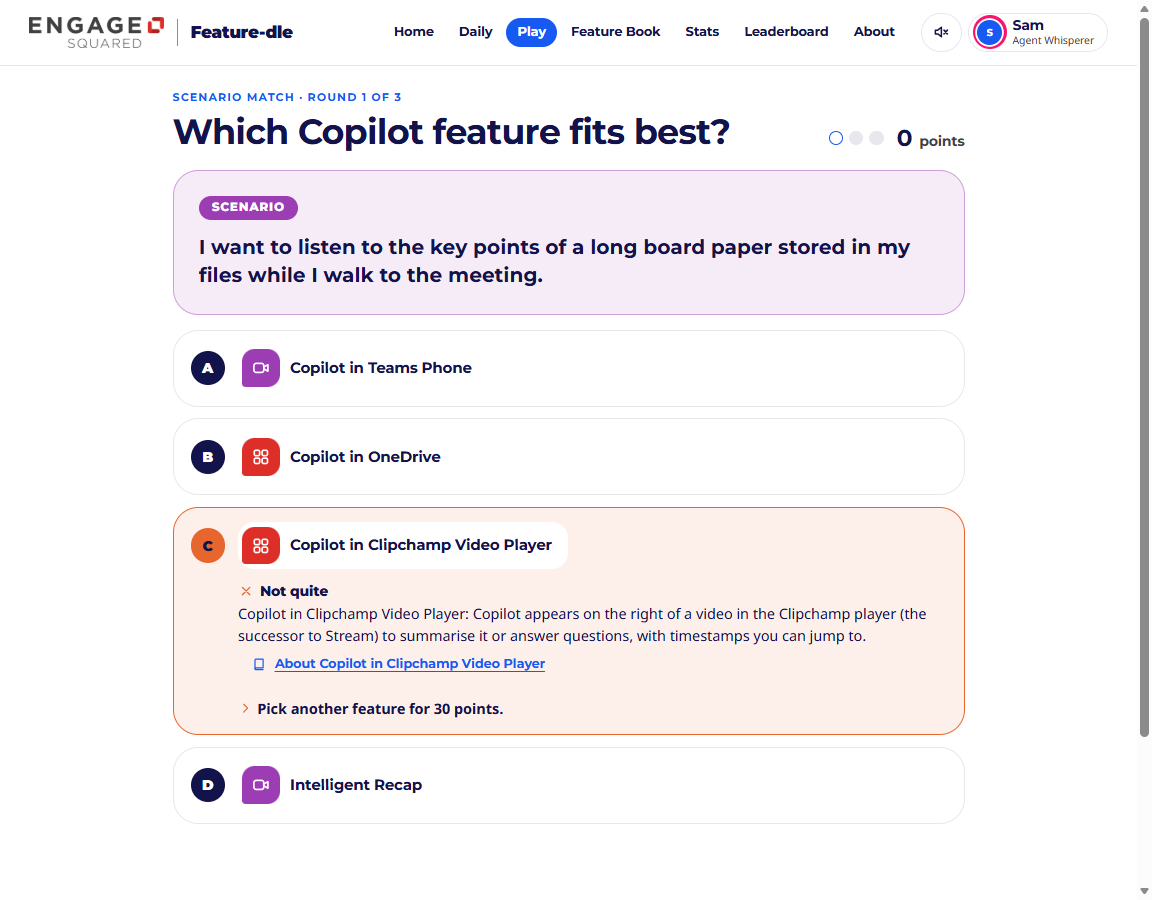 ENGAGE
SQUARED
Feature-dle
Home
Daily
Play
Feature Book
Stats
Leaderboard
About
S
Sam
Agent Whisperer
SCENARIO MATCH · ROUND 1 OF 3
Which Copilot feature fits best?
0 points
SCENARIO
I want to listen to the key points of a long board paper stored in my
files while I walk to the meeting.
A
Copilot in Teams Phone
B
Copilot in OneDrive
C
Copilot in Clipchamp Video Player
Not quite
Copilot in Clipchamp Video Player: Copilot appears on the right of a video in the Clipchamp player (the
successor to Stream) to summarise it or answer questions, with timestamps you can jump to.
About Copilot in Clipchamp Video Player
Pick another feature for 30 points.
D
Intelligent Recap